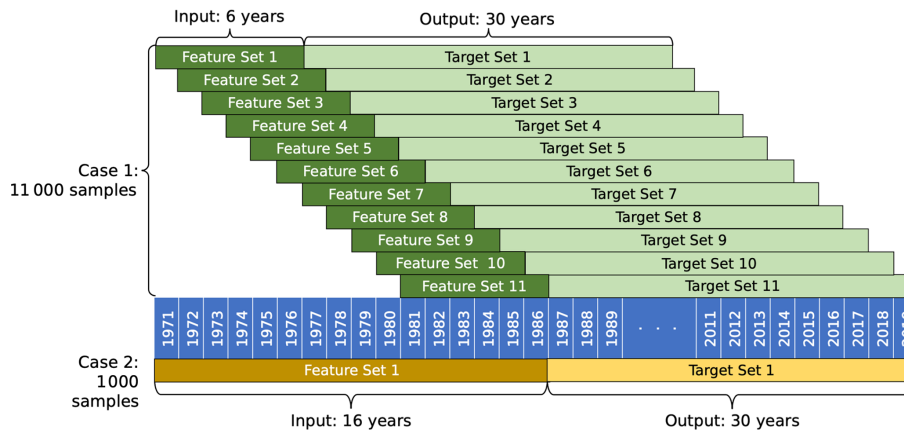 Input: 6 years
Output: 30 years
Feature Set 1
Target Set 1
Feature Set 2
Target Set 2
Feature Set 3
Target Set 3
Feature Set 4
Target Set 4
Feature Set 5
Target Set 5
Feature Set 6
Target Set 6
Feature Set 7
Target Set 7
Feature Set 8
Target Set 8
Feature Set 9
Target Set 9
Feature Set 10
Target Set 10
Feature Set 11
Target Set 11
Case 1:
11 000 samples
1971
1972
1973
1974
1975
1976
1977
1978
1979
1980
1981
1982
1983
1984
1985
1986
1987
1988
1989
. . .
2011
2012
2013
2014
2015
2016
2017
2018
Case 2:
1000
samples
Feature Set 1
Target Set 1
Input: 16 years
Output: 30 years